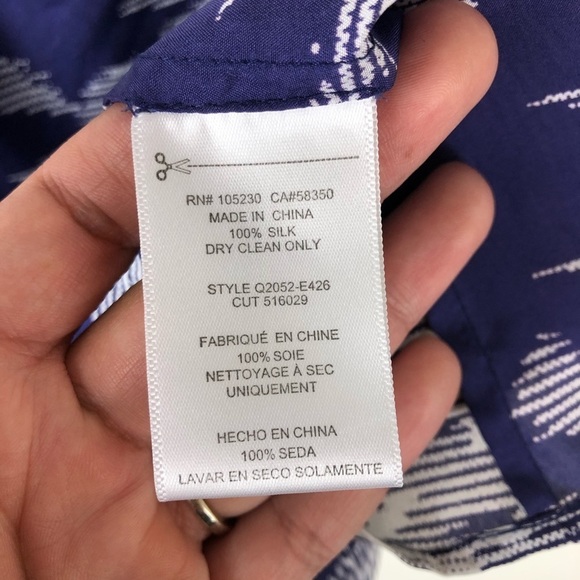 RN# 105230 CA#58350
MADE IN CHINA
100% SILK
DRY CLEAN ONLY
STYLE Q2052-E426
CUT 516029
FABRIQUÉ EN CHINE
100% SOIE
NETTOYAGE À SEC
UNIQUEMENT
HECHO EN CHINA
100% SEDA
LAVAR EN SECO SOLAMENTE